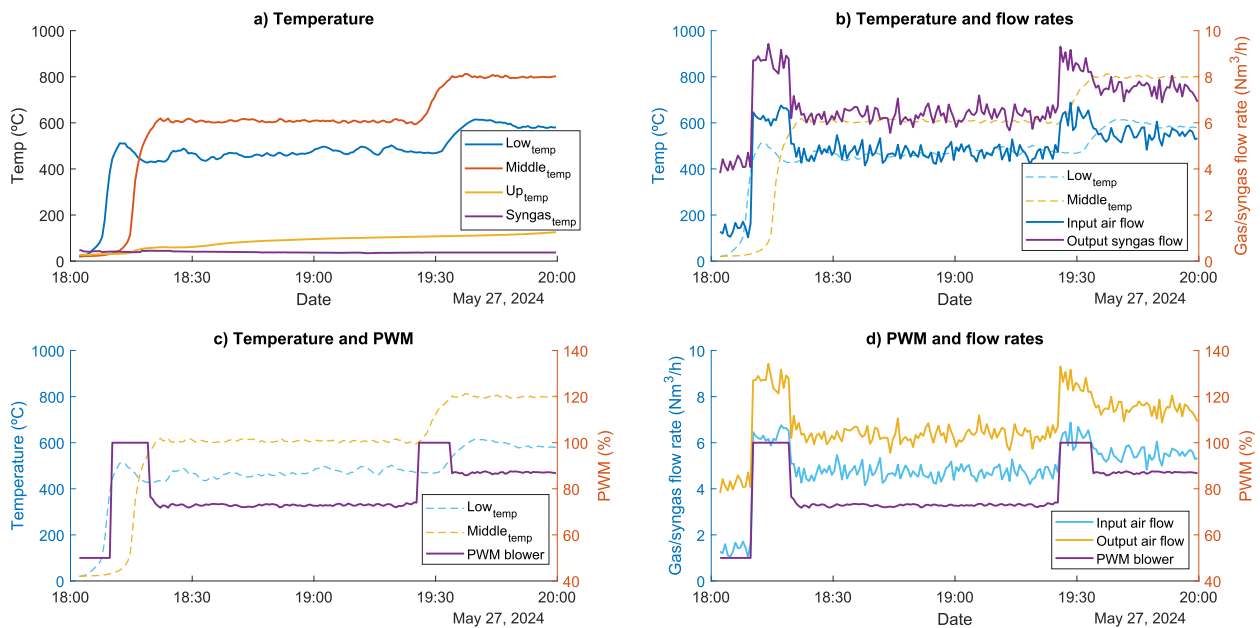 a) Temperature
1000
800
600
400
200
0
Temp (ºC)
Low_temp
Middle_temp
Up_temp
Syngas_temp
18:00
18:30
19:00
19:30
20:00
Date
May 27, 2024
b) Temperature and flow rates
1000
800
600
400
200
0
Temp (ºC)
10
8
6
4
2
0
Gas/syngas flow rate (Nm³/h)
Low_temp
Middle_temp
Input air flow
Output syngas flow
18:00
18:30
19:00
19:30
20:00
Date
May 27, 2024
c) Temperature and PWM
1000
800
600
400
200
0
Temperature (ºC)
140
120
100
80
60
40
PWM (%)
Low_temp
Middle_temp
PWM blower
18:00
18:30
19:00
19:30
20:00
May 27, 2024
d) PWM and flow rates
10
8
6
4
2
0
Gas/syngas flow rate (Nm³/h)
140
120
100
80
60
40
PWM (%)
Input air flow
Output air flow
PWM blower
18:00
18:30
19:00
19:30
20:00
Date
May 27, 2024